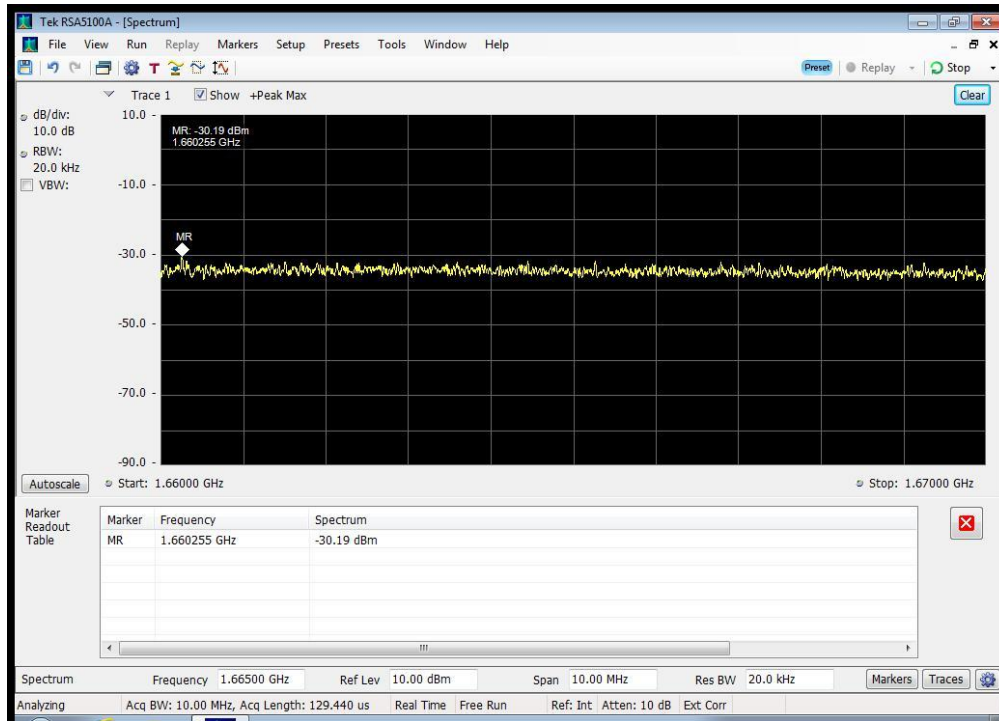 Tek RSA5100A - [Spectrum]
File View Run Replay Markers Setup Presets Tools Window Help
T Preset Replay Stop
Trace 1 Show +Peak Max Clear
dB/div:
10.0 dB
RBW:
20.0 kHz
VBW:
10.0
-10.0
-30.0
-50.0
-70.0
-90.0
MR: -30.19 dBm
1.660255 GHz
MR
Autoscale Start: 1.66000 GHz Stop: 1.67000 GHz
Marker
Readout
Table
Marker Frequency Spectrum
MR 1.660255 GHz -30.19 dBm
Spectrum Frequency 1.66500 GHz Ref Lev 10.00 dBm Span 10.00 MHz Res BW 20.0 kHz Markers Traces
Analyzing Acq BW: 10.00 MHz, Acq Length: 129.440 us Real Time Free Run Ref: Int Atten: 10 dB Ext Corr